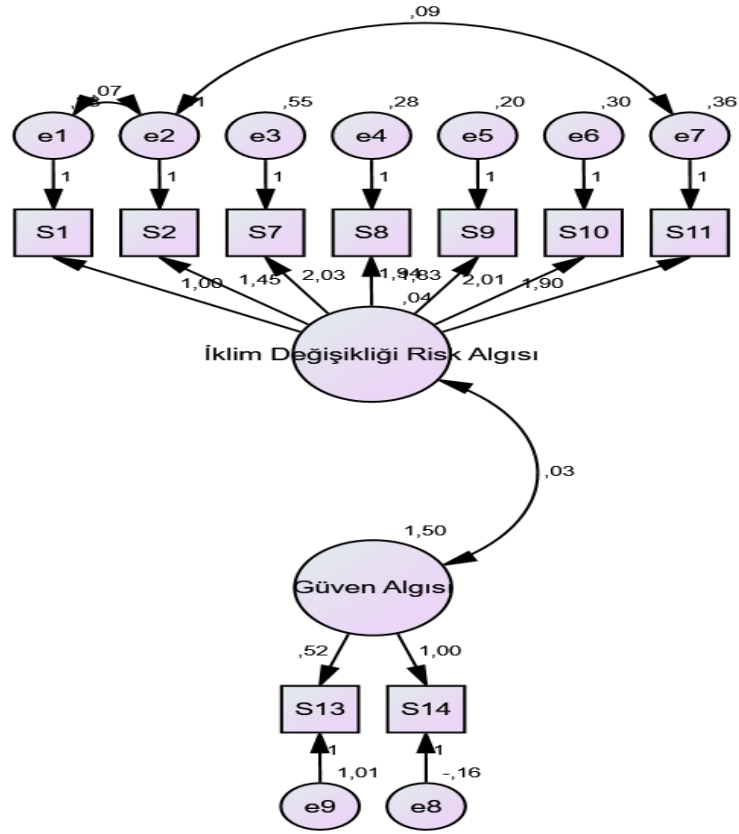 ,09
,07
,55
,28
,20
,30
,36
e1
e2
e3
e4
e5
e6
e7
1
1
1
1
1
1
1
S1
S2
S7
S8
S9
S10
S11
1,00
1,45
2,03
1,94
1,83
2,01
1,90
,04
İklim Değişikliği Risk Algısı
,03
1,50
Güven Algısı
,52
1,00
S13
S14
1
1
1,01
-,16
e9
e8